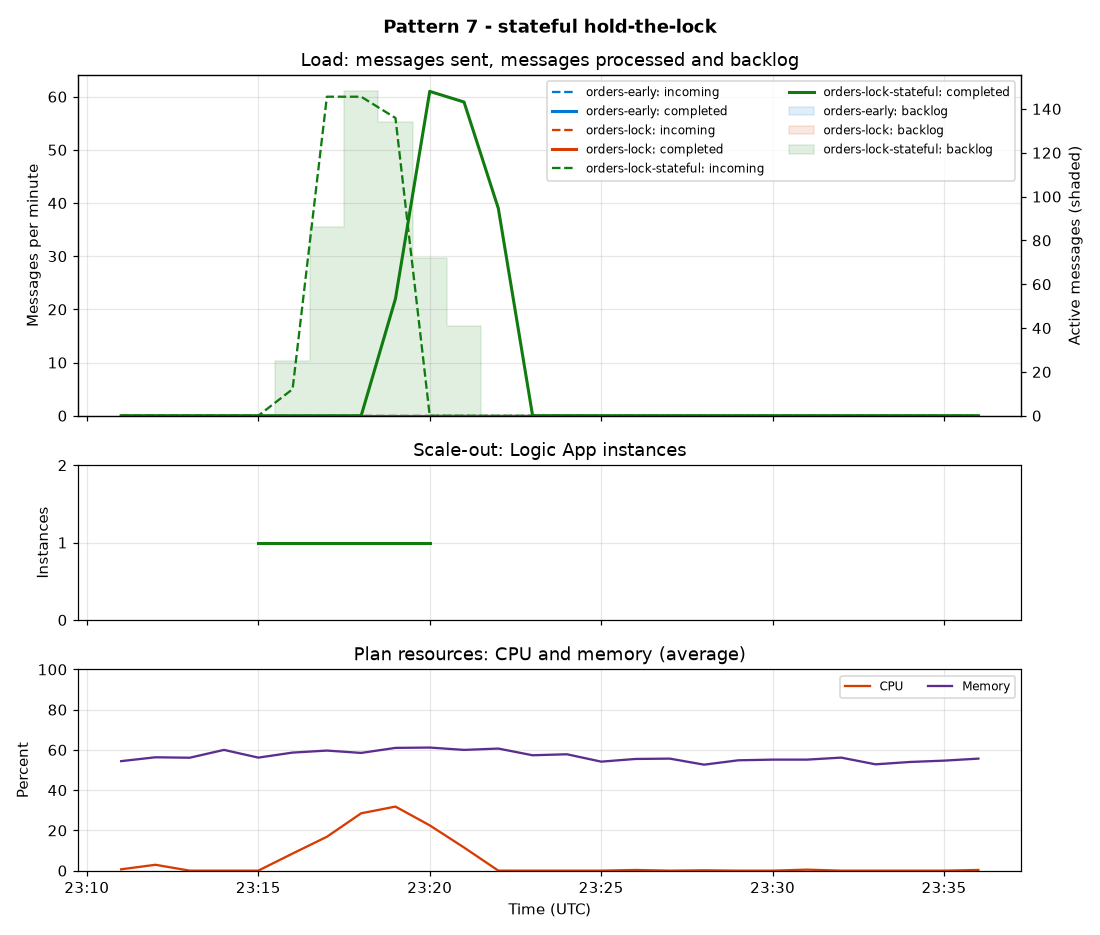 Pattern 7 - stateful hold-the-lock
Load: messages sent, messages processed and backlog
Messages per minute
60
50
40
30
20
10
0
orders-early: incoming
orders-early: completed
orders-lock: incoming
orders-lock: completed
orders-lock-stateful: incoming
orders-lock-stateful: completed
orders-early: backlog
orders-lock: backlog
orders-lock-stateful: backlog
140
120
100
80
60
40
20
0
Active messages (shaded)
Scale-out: Logic App instances
Instances
2
1
0
Plan resources: CPU and memory (average)
Percent
100
80
60
40
20
0
CPU
Memory
23:10
23:15
23:20
23:25
23:30
23:35
Time (UTC)